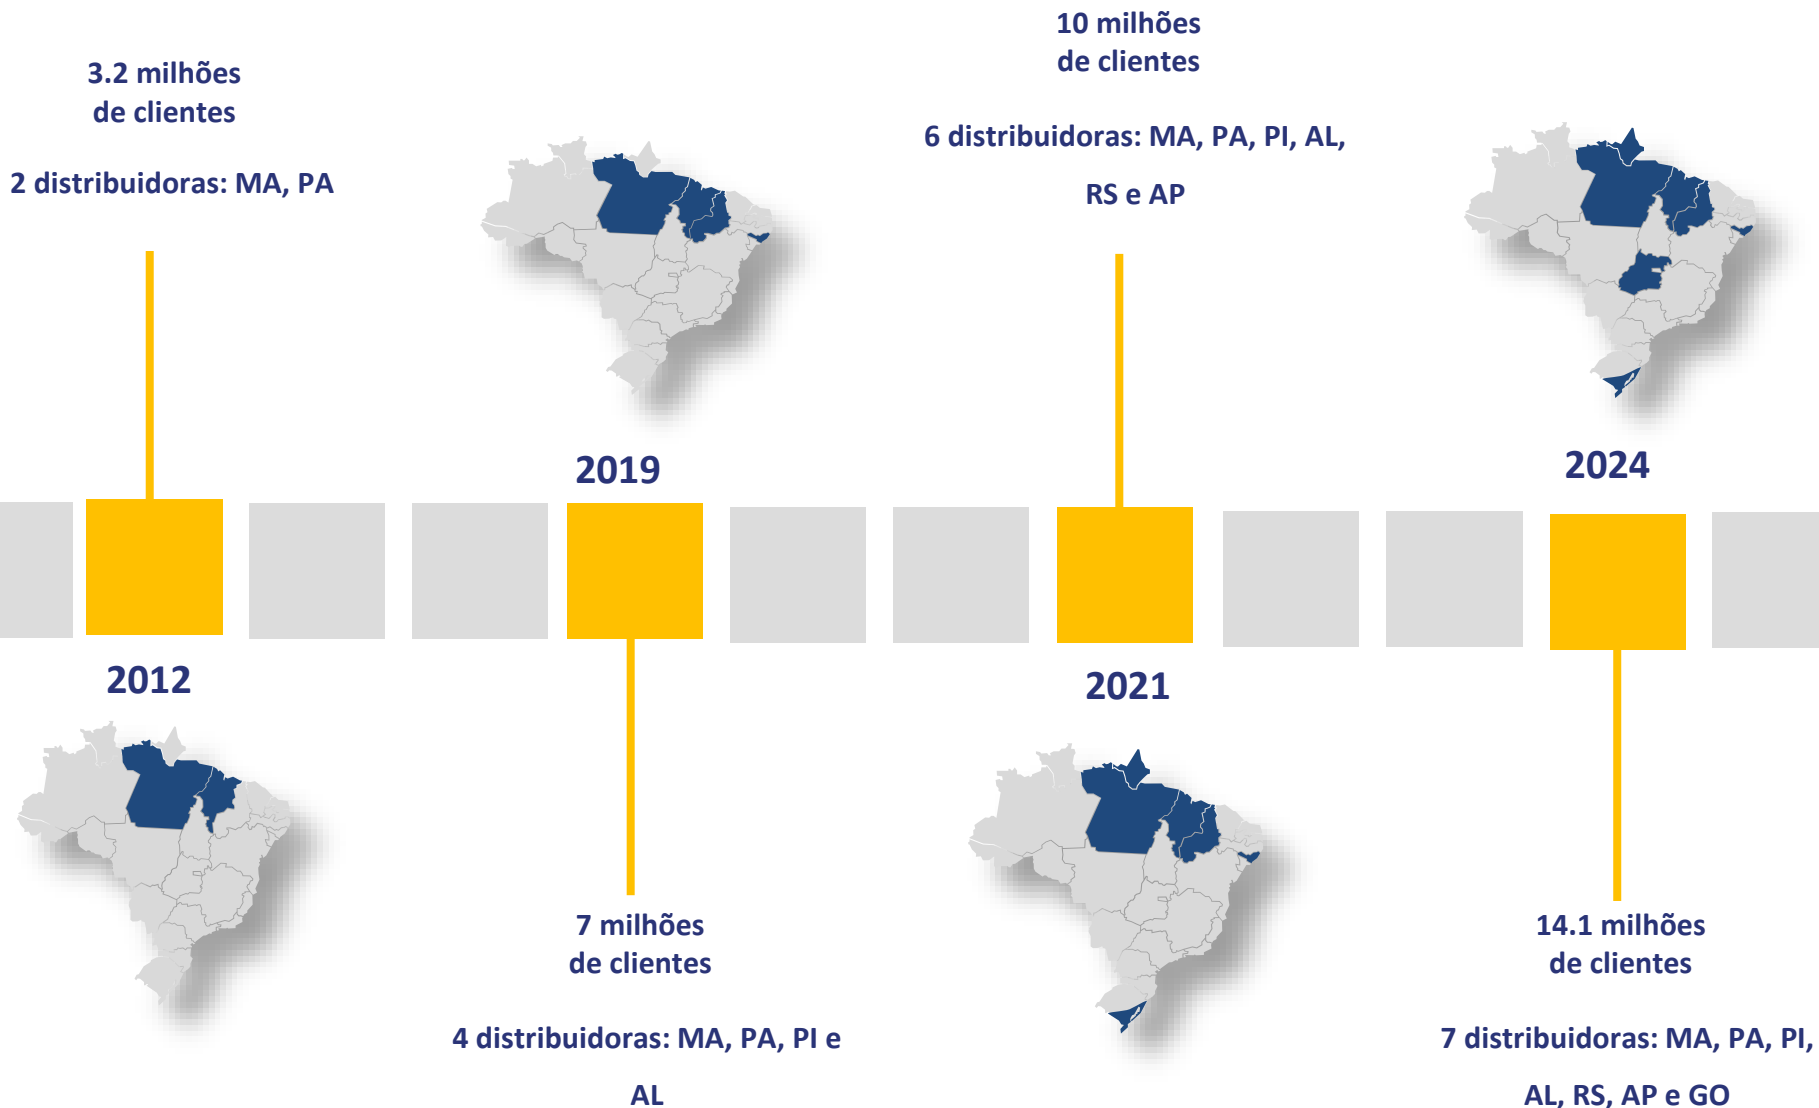 3.2 milhões
de clientes
2 distribuidoras: MA, PA
2012
2019
7 milhões
de clientes
4 distribuidoras: MA, PA, PI e
AL
10 milhões
de clientes
6 distribuidoras: MA, PA, PI, AL,
RS e AP
2021
2024
14.1 milhões
de clientes
7 distribuidoras: MA, PA, PI,
AL, RS, AP e GO